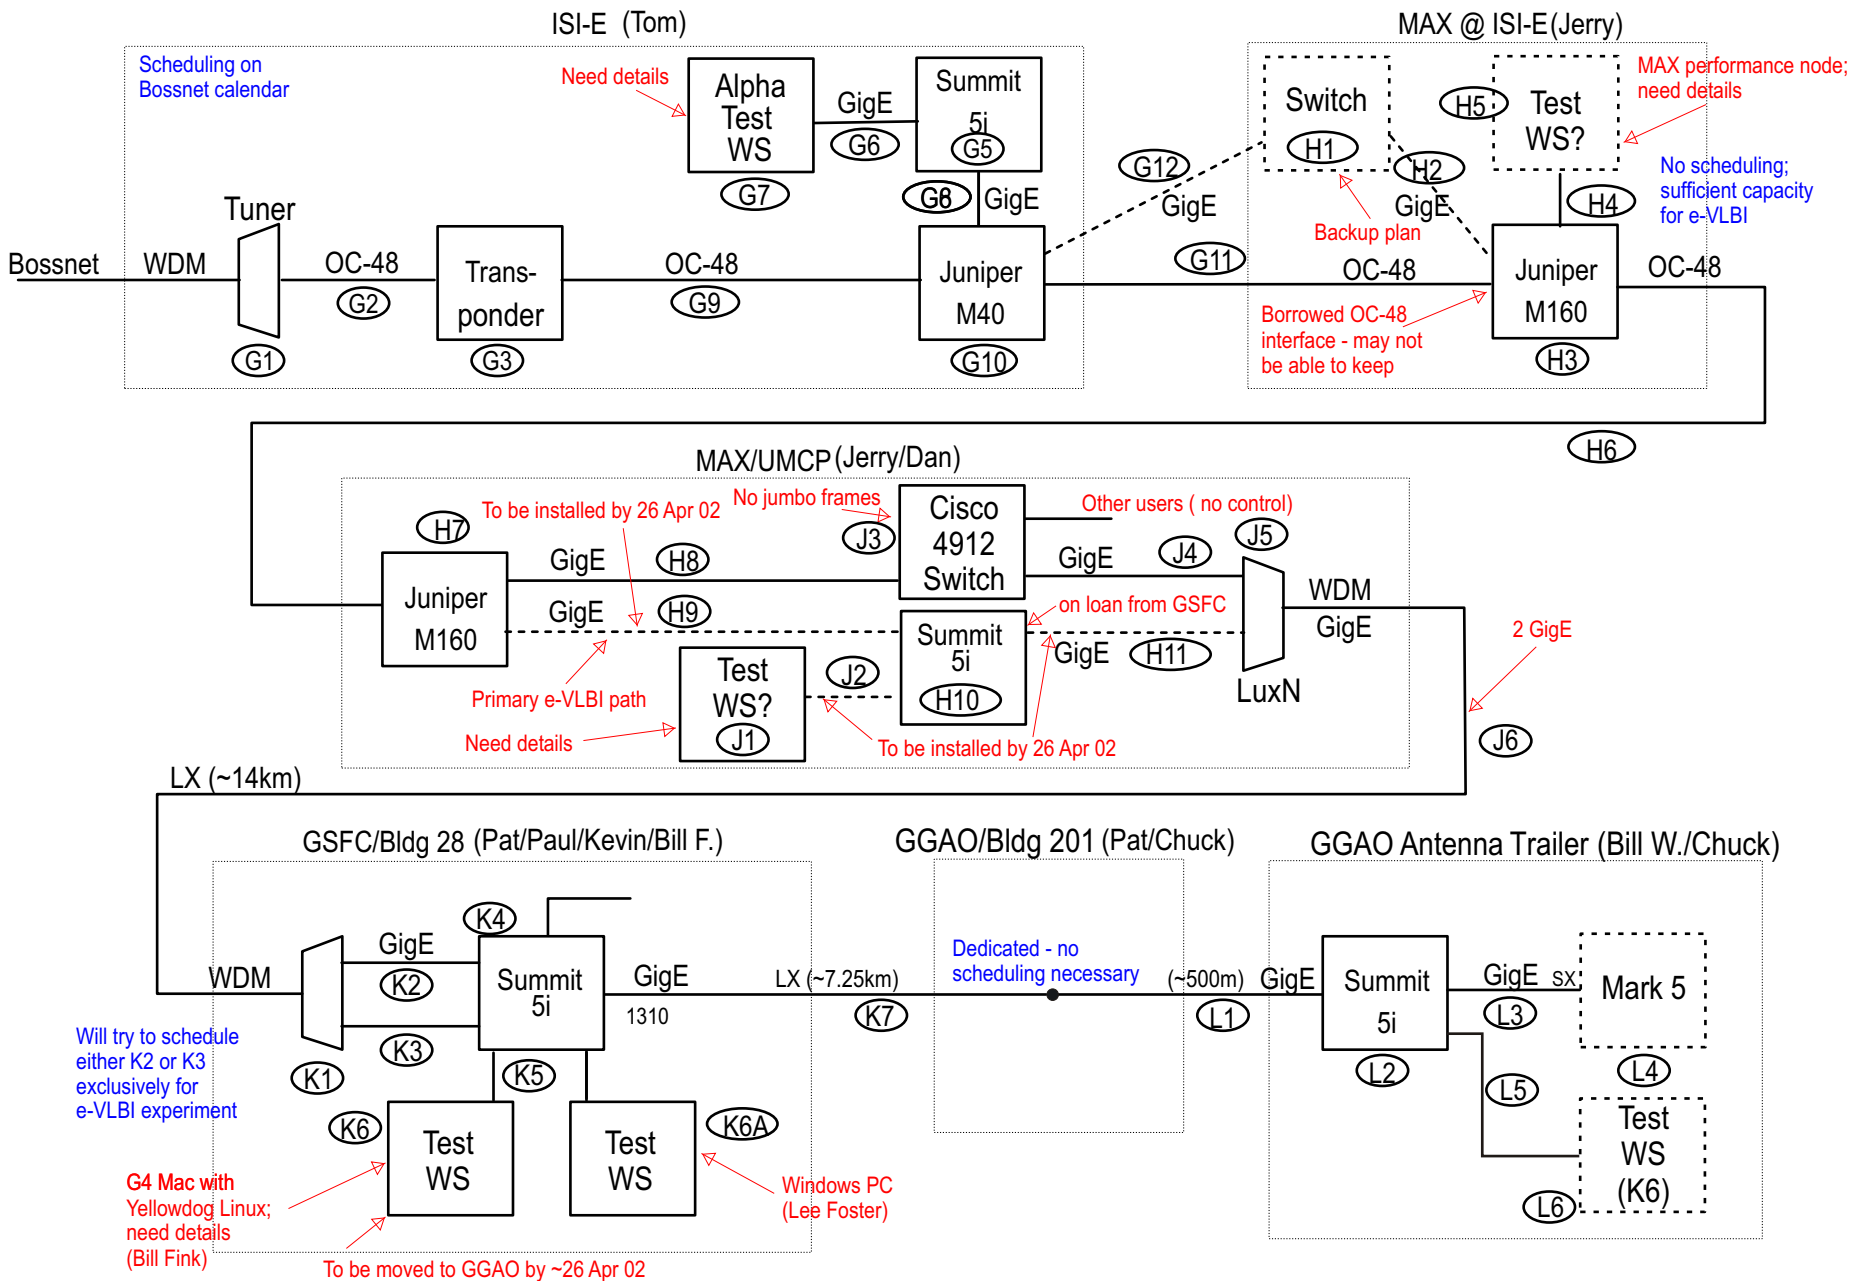 ISI-E (Tom)
MAX @ ISI-E (Jerry)
Scheduling on
Bossnet calendar
Need details
Alpha
Test
WS
G7
GigE
G6
Summit
5i
G5
G8
GigE
G12
GigE
Switch
H1
H2
GigE
Backup plan
H5
Test
WS?
H4
MAX performance node;
need details
No scheduling;
sufficient capacity
for e-VLBI
Bossnet
WDM
Tuner
G1
OC-48
G2
Trans-
ponder
G3
OC-48
G9
Juniper
M40
G10
G11
OC-48
Borrowed OC-48
interface - may not
be able to keep
Juniper
M160
H3
OC-48
H6
MAX/UMCP (Jerry/Dan)
To be installed by 26 Apr 02
No jumbo frames
J3
Cisco
4912
Switch
Other users ( no control)
H7
Juniper
M160
GigE
H8
GigE
H9
GigE
J4
J5
WDM
GigE
LuxN
Primary e-VLBI path
Need details
Test
WS?
J1
J2
Summit
5i
H10
on loan from GSFC
GigE
H11
To be installed by 26 Apr 02
2 GigE
J6
LX (~14km)
GSFC/Bldg 28 (Pat/Paul/Kevin/Bill F.)
GGAO/Bldg 201 (Pat/Chuck)
GGAO Antenna Trailer (Bill W./Chuck)
WDM
K1
GigE
K2
K3
K4
Summit
5i
K5
GigE
1310
LX (~7.25km)
K7
Dedicated - no
scheduling necessary
(~500m)
L1
GigE
Summit
5i
L2
GigE
SX
L3
Mark 5
L4
L5
Test
WS
(K6)
L6
Will try to schedule
either K2 or K3
exclusively for
e-VLBI experiment
K6
Test
WS
Test
WS
K6A
G4 Mac with
Yellowdog Linux;
need details
(Bill Fink)
Windows PC
(Lee Foster)
To be moved to GGAO by ~26 Apr 02